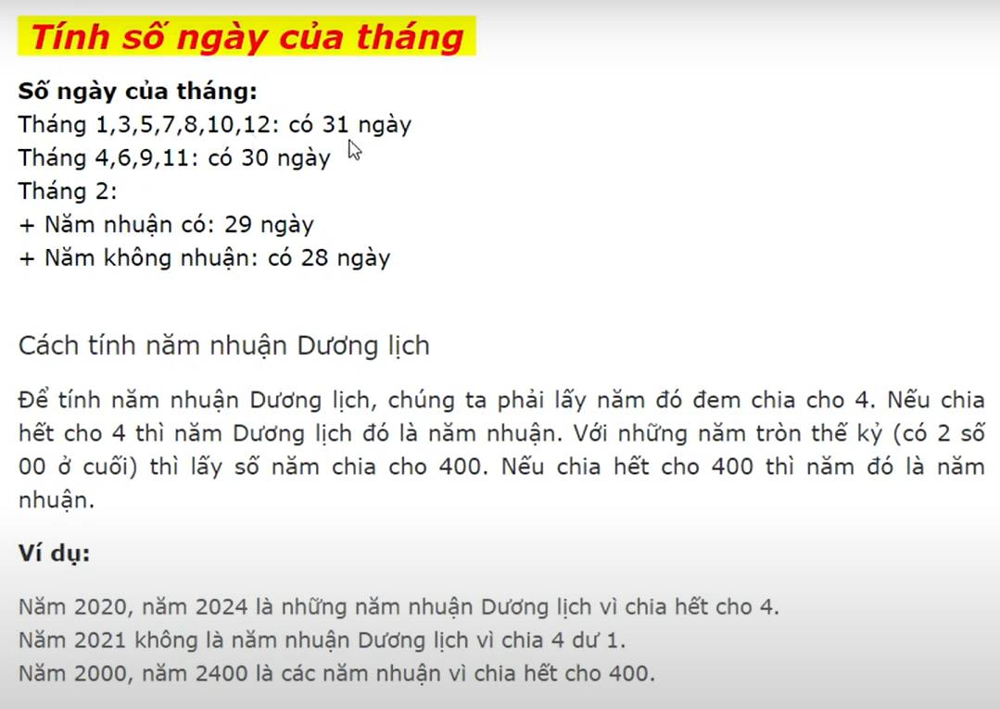 Tính số ngày của tháng
Số ngày của tháng:
Tháng 1,3,5,7,8,10,12: có 31 ngày
Tháng 4,6,9,11: có 30 ngày
Tháng 2:
+ Năm nhuận có: 29 ngày
+ Năm không nhuận: có 28 ngày
Cách tính năm nhuận Dương lịch
Để tính năm nhuận Dương lịch, chúng ta phải lấy năm đó đem chia cho 4. Nếu chia
hết cho 4 thì năm Dương lịch đó là năm nhuận. Với những năm tròn thế kỷ (có 2 số
00 ở cuối) thì lấy số năm chia cho 400. Nếu chia hết cho 400 thì năm đó là năm
nhuận.
Ví dụ:
Năm 2020, năm 2024 là những năm nhuận Dương lịch vì chia hết cho 4.
Năm 2021 không là năm nhuận Dương lịch vì chia 4 dư 1.
Năm 2000, năm 2400 là các năm nhuận vì chia hết cho 400.